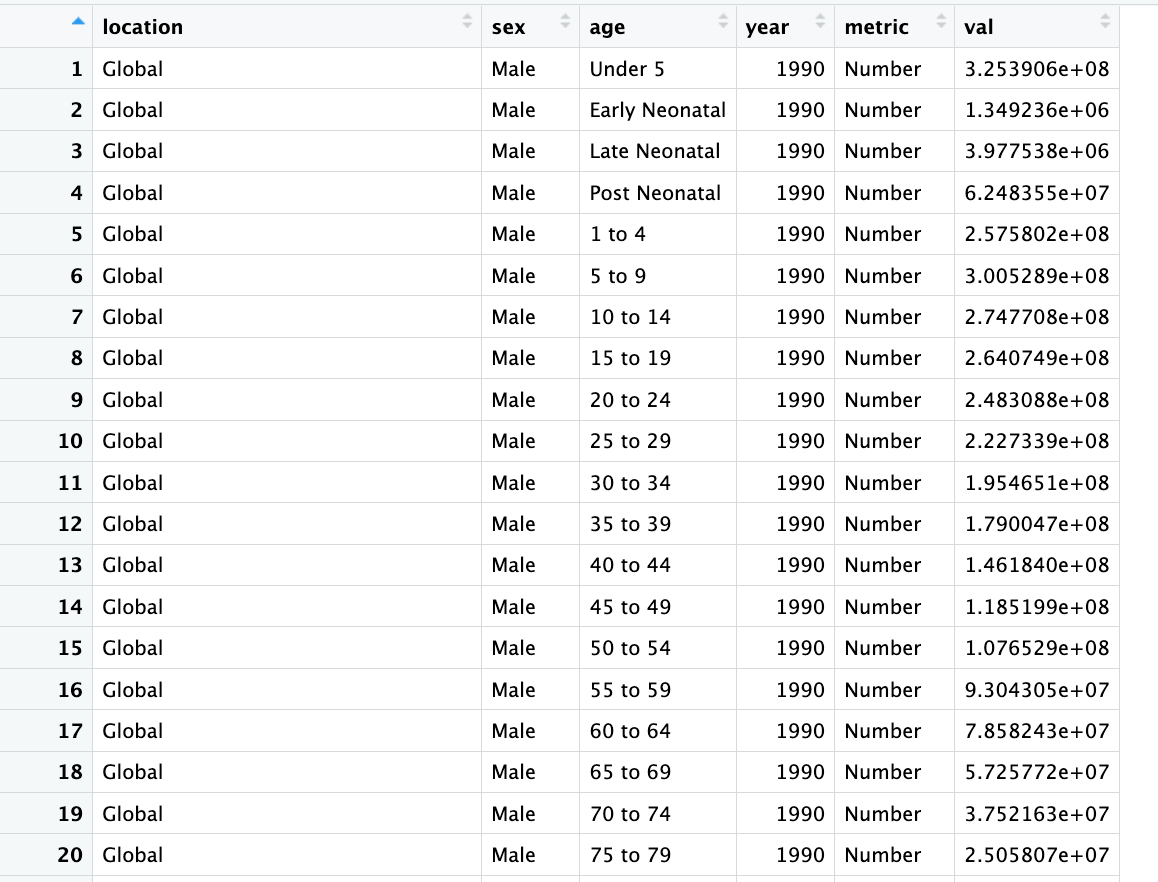 location sex age year metric val
1 Global Male Under 5 1990 Number 3.253906e+08
2 Global Male Early Neonatal 1990 Number 1.349236e+06
3 Global Male Late Neonatal 1990 Number 3.977538e+06
4 Global Male Post Neonatal 1990 Number 6.248355e+07
5 Global Male 1 to 4 1990 Number 2.575802e+08
6 Global Male 5 to 9 1990 Number 3.005289e+08
7 Global Male 10 to 14 1990 Number 2.747708e+08
8 Global Male 15 to 19 1990 Number 2.640749e+08
9 Global Male 20 to 24 1990 Number 2.483088e+08
10 Global Male 25 to 29 1990 Number 2.227339e+08
11 Global Male 30 to 34 1990 Number 1.954651e+08
12 Global Male 35 to 39 1990 Number 1.790047e+08
13 Global Male 40 to 44 1990 Number 1.461840e+08
14 Global Male 45 to 49 1990 Number 1.185199e+08
15 Global Male 50 to 54 1990 Number 1.076529e+08
16 Global Male 55 to 59 1990 Number 9.304305e+07
17 Global Male 60 to 64 1990 Number 7.858243e+07
18 Global Male 65 to 69 1990 Number 5.725772e+07
19 Global Male 70 to 74 1990 Number 3.752163e+07
20 Global Male 75 to 79 1990 Number 2.505807e+07